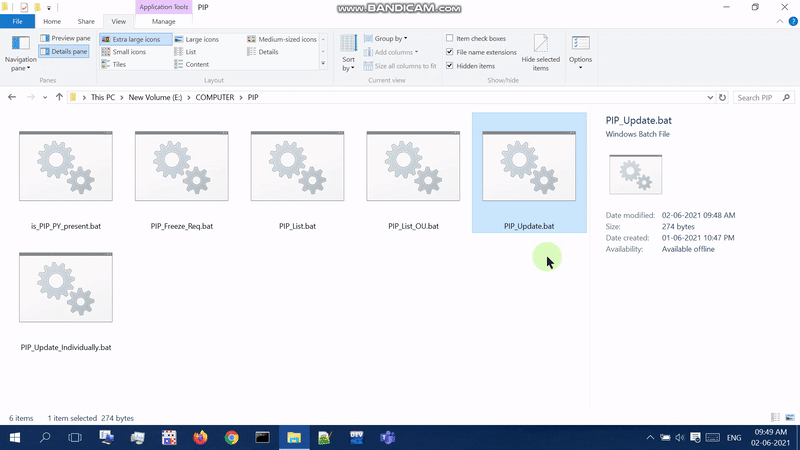 Application Tools
PIP
www.BANDICAM.com
File
Home
Share
View
Manage
Navigation pane
Preview pane
Details pane
Panes
Extra large icons
Large icons
Medium-sized icons
Small icons
List
Details
Tiles
Content
Layout
Sort by
Group by
Add columns
Size all columns to fit
Current view
Item check boxes
File name extensions
Hidden items
Hide selected items
Show/hide
Options
This PC
New Volume (E:)
COMPUTER
PIP
Search PIP
is_PIP_PY_present.bat
PIP_Freeze_Req.bat
PIP_List.bat
PIP_List_OU.bat
PIP_Update.bat
PIP_Update_Individually.bat
PIP_Update.bat
Windows Batch File
Date modified: 02-06-2021 09:48 AM
Size: 274 bytes
Date created: 01-06-2021 10:47 PM
Availability: Available offline
6 items
1 item selected 274 bytes
DEV
ENG
09:49 AM
02-06-2021